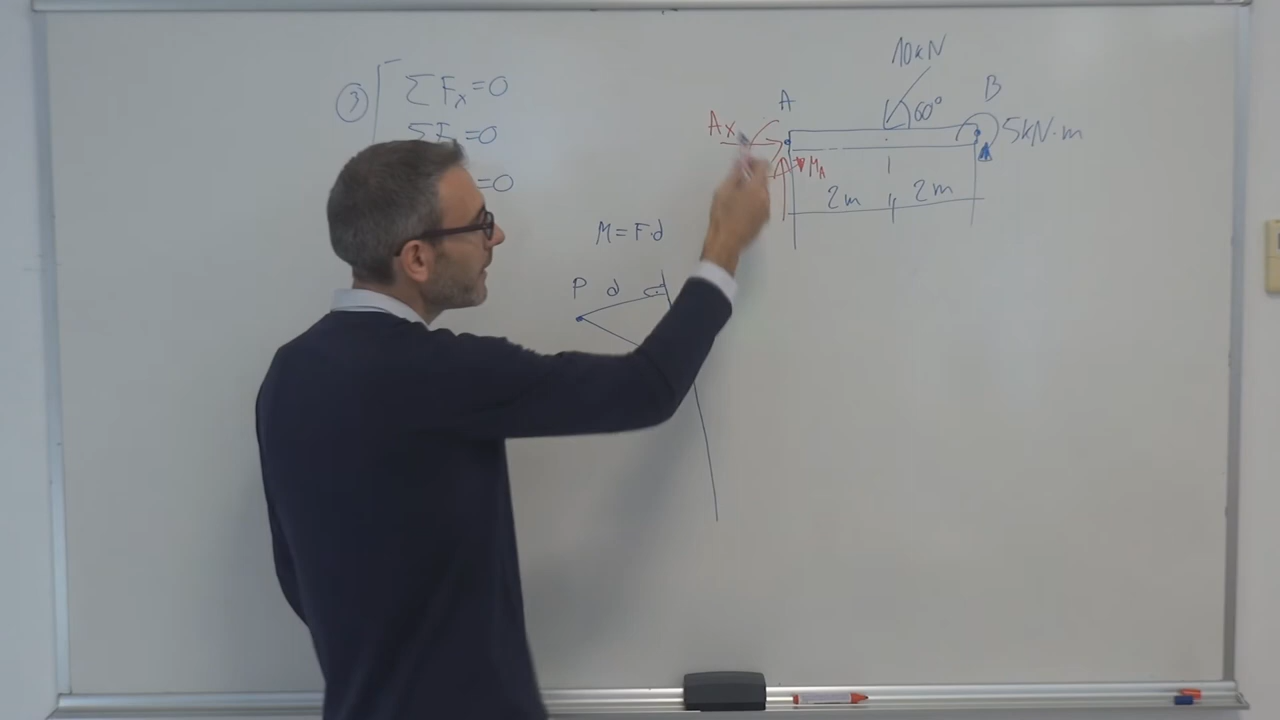 ③ ΣFₓ=0
ΣF =0
=0
M=F·d
P d
10kN
60°
A
B
Ax
MA
5kN·m
2m 2m